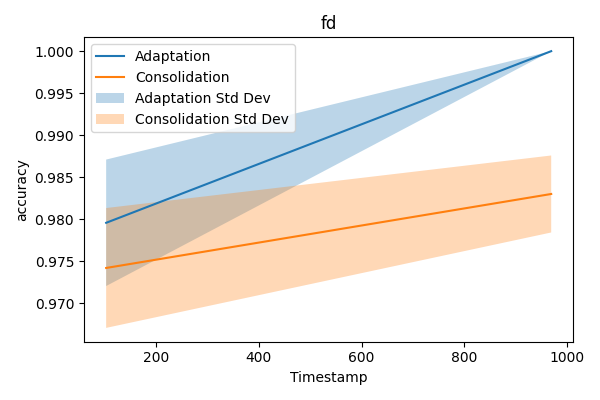 fd
Adaptation
Consolidation
Adaptation Std Dev
Consolidation Std Dev
1.000
0.995
0.990
0.985
0.980
0.975
0.970
accuracy
200
400
600
800
1000
Timestamp